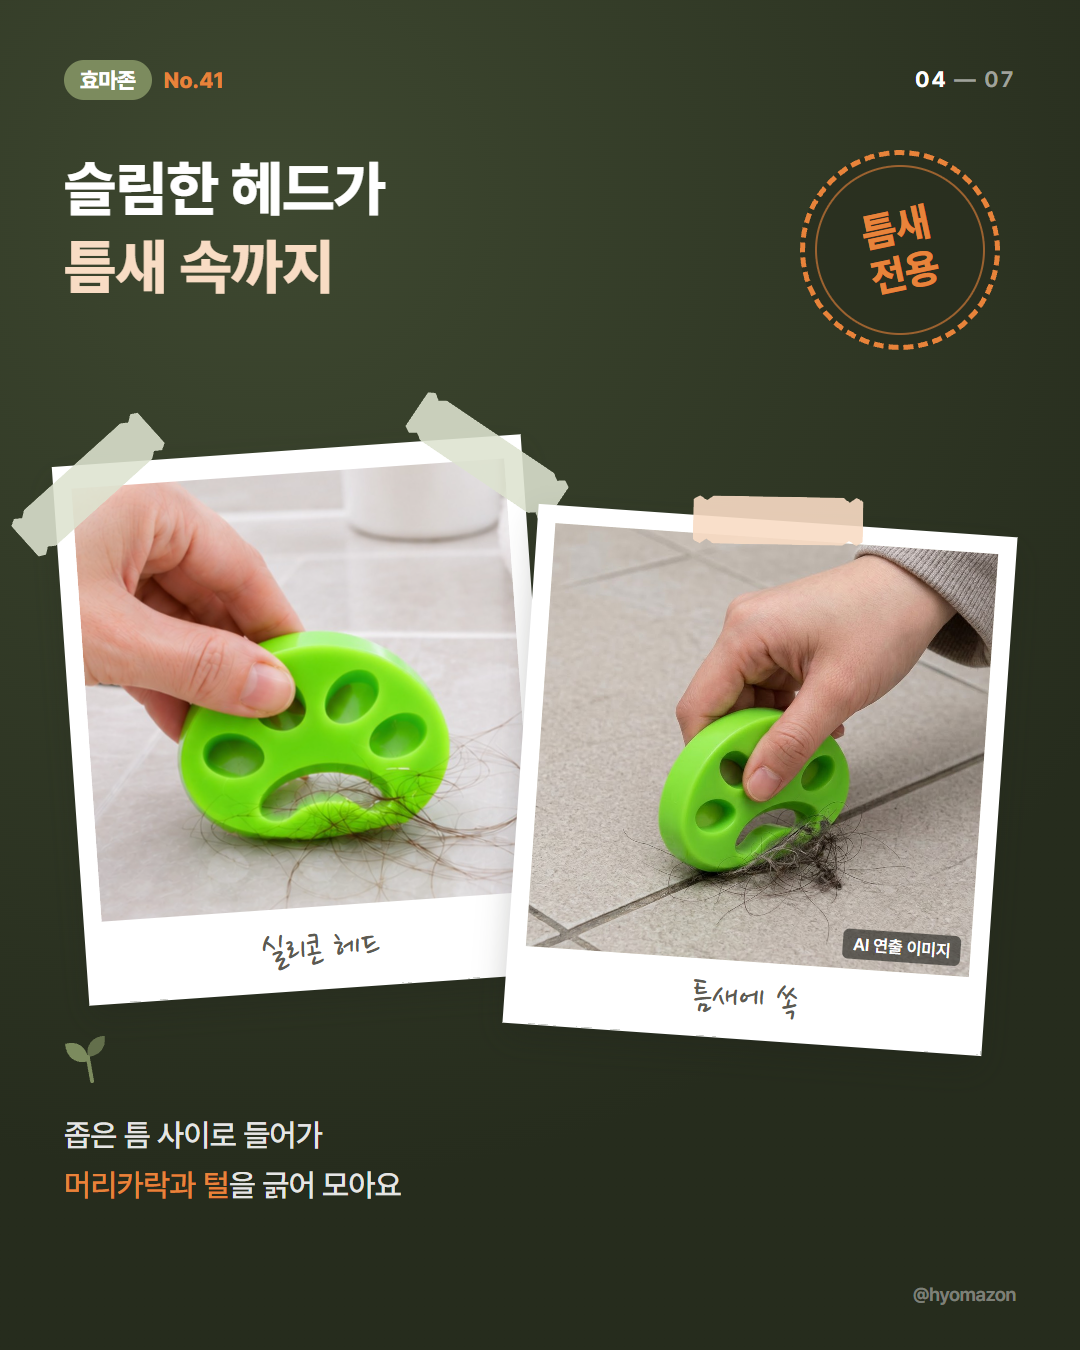 효마존 No.41
04 — 07
슬림한 헤드가
틈새 속까지
틈새
전용
실리콘 헤드
AI 연출 이미지
틈새에 쏙
좁은 틈 사이로 들어가
머리카락과 털을 긁어 모아요
@hyomazon